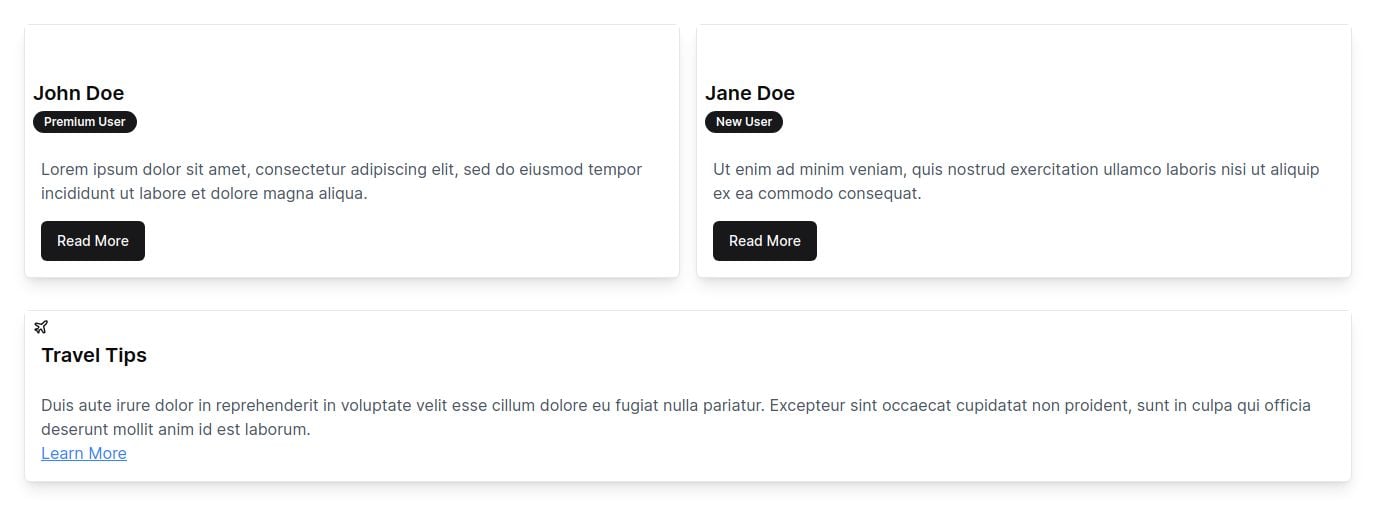 John Doe
Premium User
Lorem ipsum dolor sit amet, consectetur adipiscing elit, sed do eiusmod tempor
incididunt ut labore et dolore magna aliqua.
Read More
Jane Doe
New User
Ut enim ad minim veniam, quis nostrud exercitation ullamco laboris nisi ut aliquip
ex ea commodo consequat.
Read More
Travel Tips
Duis aute irure dolor in reprehenderit in voluptate velit esse cillum dolore eu fugiat nulla pariatur. Excepteur sint occaecat cupidatat non proident, sunt in culpa qui officia
deserunt mollit anim id est laborum.
Learn More